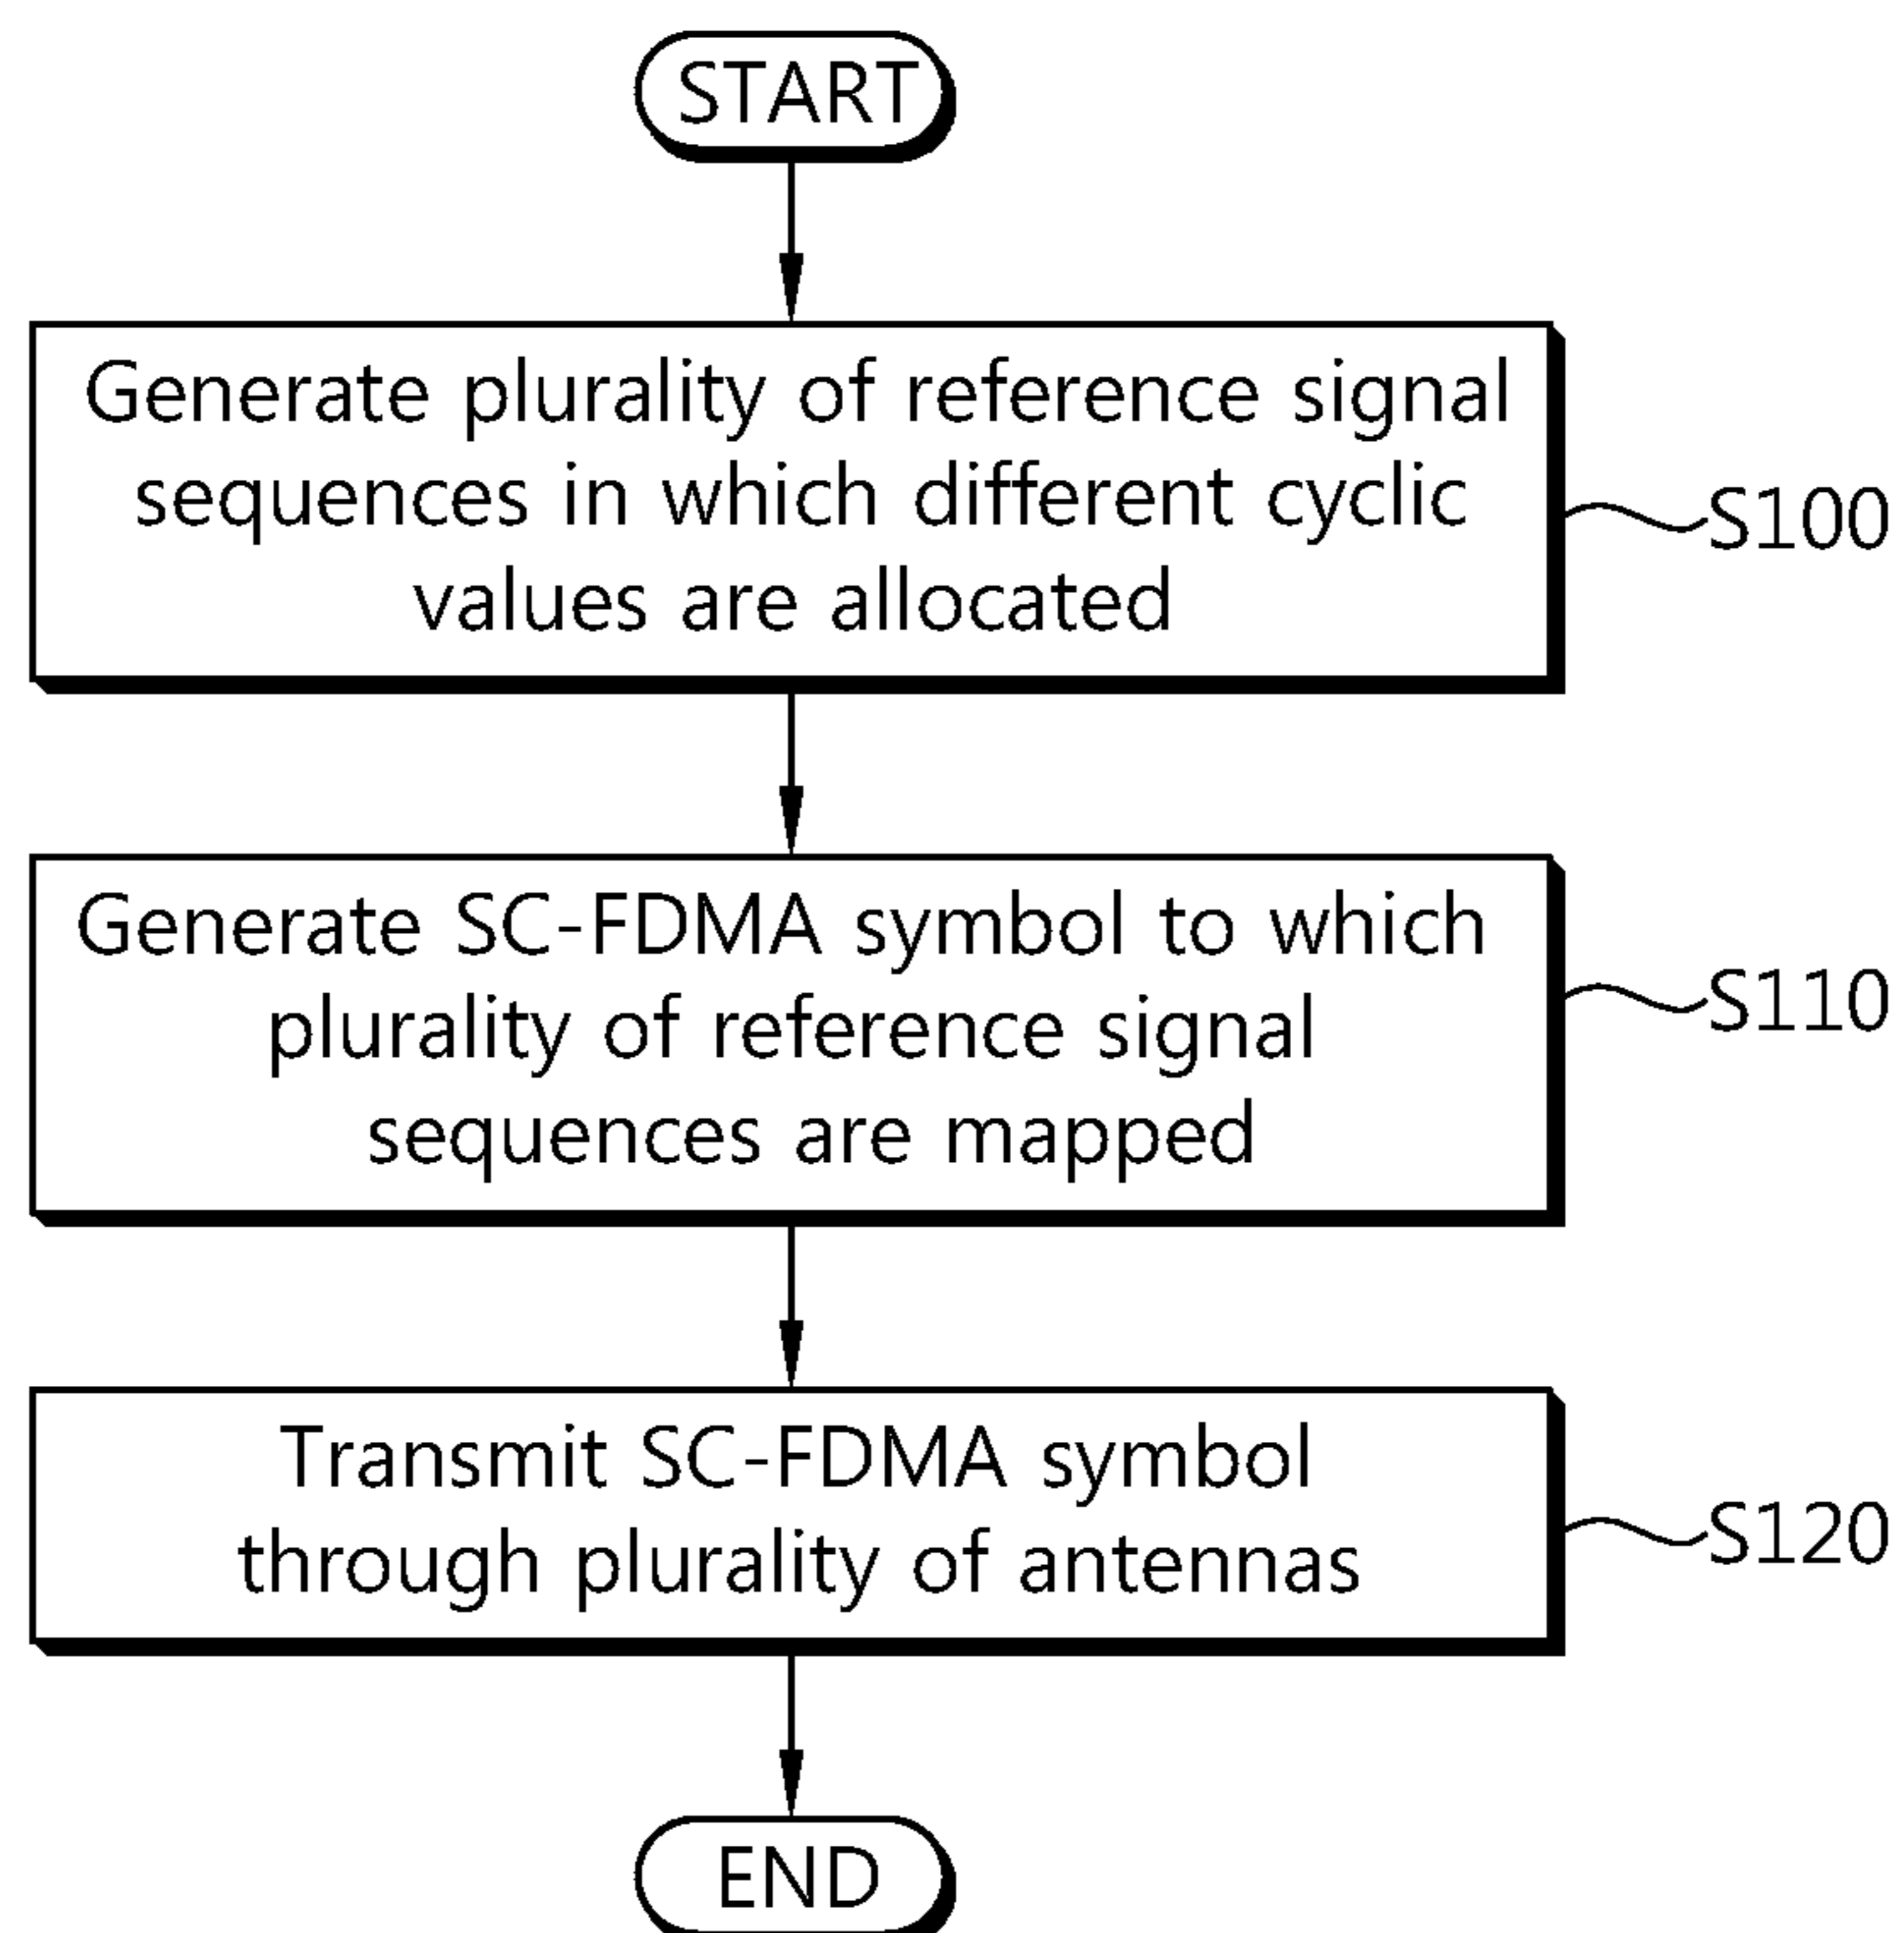 START
Generate plurality of reference signal
sequences in which different cyclic
values are allocated
S100
Generate SC-FDMA symbol to which
plurality of reference signal
sequences are mapped
S110
Transmit SC-FDMA symbol
through plurality of antennas
S120
END